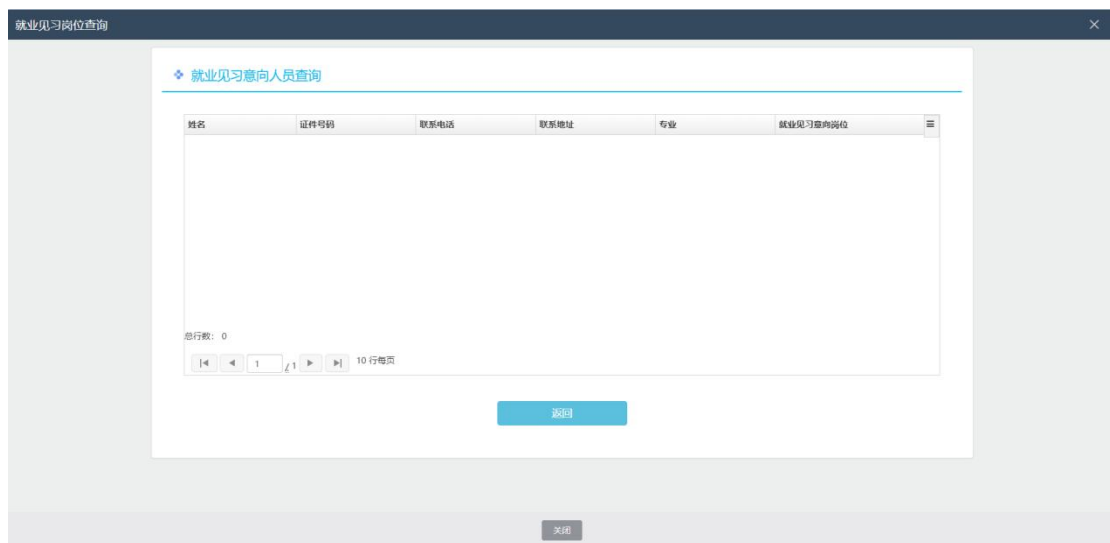 就业见习岗位查询
就业见习意向人员查询
姓名 证件号码 联系电话 联系地址 专业 就业见习意向岗位
总行数: 0
1 / 1 10 行每页
返回
关闭